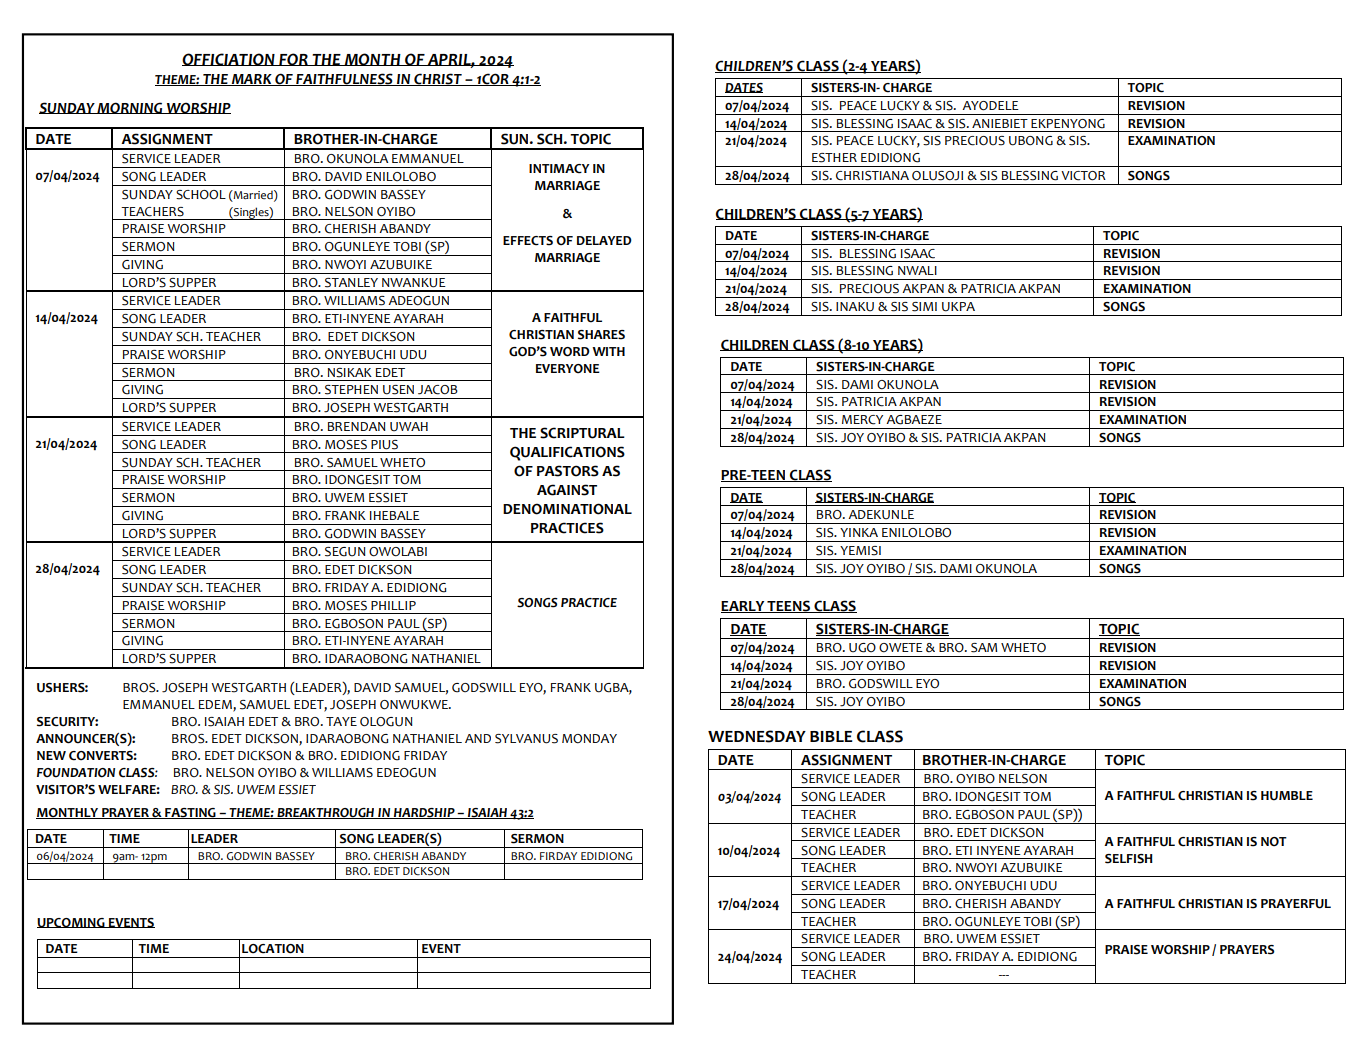 OFFICIATION FOR THE MONTH OF APRIL, 2024
THEME: THE MARK OF FAITHFULNESS IN CHRIST – 1COR 4:1-2
SUNDAY MORNING WORSHIP
DATE ASSIGNMENT BROTHER-IN-CHARGE SUN. SCH. TOPIC
07/04/2024
SERVICE LEADER BRO. OKUNOLA EMMANUEL
SONG LEADER BRO. DAVID ENILOLOBO
SUNDAY SCHOOL (Married) BRO. GODWIN BASSEY
TEACHERS (Singles) BRO. NELSON OYIBO
PRAISE WORSHIP BRO. CHERISH ABANDY
SERMON BRO. OGUNLEYE TOBI (SP)
GIVING BRO. NWOYI AZUBUIKE
LORD'S SUPPER BRO. STANLEY NWANKUE
INTIMACY IN
MARRIAGE
&
EFFECTS OF DELAYED
MARRIAGE
14/04/2024
SERVICE LEADER BRO. WILLIAMS ADEOGUN
SONG LEADER BRO. ETI-INYENE AYARAH
SUNDAY SCH. TEACHER BRO. EDET DICKSON
PRAISE WORSHIP BRO. ONYEBUCHI UDU
SERMON BRO. NSIKAK EDET
GIVING BRO. STEPHEN USEN JACOB
LORD'S SUPPER BRO. JOSEPH WESTGARTH
A FAITHFUL
CHRISTIAN SHARES
GOD'S WORD WITH
EVERYONE
21/04/2024
SERVICE LEADER BRO. BRENDAN UWAH
SONG LEADER BRO. MOSES PIUS
SUNDAY SCH. TEACHER BRO. SAMUEL WHETO
PRAISE WORSHIP BRO. IDONGESIT TOM
SERMON BRO. UWEM ESSIET
GIVING BRO. FRANK IHEBALE
LORD'S SUPPER BRO. GODWIN BASSEY
THE SCRIPTURAL
QUALIFICATIONS
OF PASTORS AS
AGAINST
DENOMINATIONAL
PRACTICES
28/04/2024
SERVICE LEADER BRO. SEGUN OWOLABI
SONG LEADER BRO. EDET DICKSON
SUNDAY SCH. TEACHER BRO. FRIDAY A. EDIDIONG
PRAISE WORSHIP BRO. MOSES PHILLIP
SERMON BRO. EGBOSON PAUL (SP)
GIVING BRO. ETI-INYENE AYARAH
LORD'S SUPPER BRO. IDARAOBONG NATHANIEL
SONGS PRACTICE
USHERS: BROS. JOSEPH WESTGARTH (LEADER), DAVID SAMUEL, GODSWILL EYO, FRANK UGBA,
EMMANUEL EDEM, SAMUEL EDET, JOSEPH ONWUKWE.
SECURITY: BRO. ISAIAH EDET & BRO. TAYE OLOGUN
ANNOUNCER(S): BROS. EDET DICKSON, IDARAOBONG NATHANIEL AND SYLVANUS MONDAY
NEW CONVERTS: BRO. EDET DICKSON & BRO. EDIDIONG FRIDAY
FOUNDATION CLASS: BRO. NELSON OYIBO & WILLIAMS EDEOGUN
VISITOR'S WELFARE: BRO. & SIS. UWEM ESSIET
MONTHLY PRAYER & FASTING – THEME: BREAKTHROUGH IN HARDSHIP – ISAIAH 43:2
DATE TIME LEADER SONG LEADER(S) SERMON
06/04/2024 9am- 12pm BRO. GODWIN BASSEY BRO. CHERISH ABANDY BRO. FIRDAY EDIDIONG
BRO. EDET DICKSON
UPCOMING EVENTS
DATE TIME LOCATION EVENT
CHILDREN'S CLASS (2-4 YEARS)
DATES SISTERS-IN- CHARGE TOPIC
07/04/2024 SIS. PEACE LUCKY & SIS. AYODELE REVISION
14/04/2024 SIS. BLESSING ISAAC & SIS. ANIEBIET EKPENYONG REVISION
21/04/2024 SIS. PEACE LUCKY, SIS PRECIOUS UBONG & SIS. EXAMINATION
ESTHER EDIDIONG
28/04/2024 SIS. CHRISTIANA OLUSOJI & SIS BLESSING VICTOR SONGS
CHILDREN'S CLASS (5-7 YEARS)
DATE SISTERS-IN-CHARGE TOPIC
07/04/2024 SIS. BLESSING ISAAC REVISION
14/04/2024 SIS. BLESSING NWALI REVISION
21/04/2024 SIS. PRECIOUS AKPAN & PATRICIA AKPAN EXAMINATION
28/04/2024 SIS. INAKU & SIS SIMI UKPA SONGS
CHILDREN CLASS (8-10 YEARS)
DATE SISTERS-IN-CHARGE TOPIC
07/04/2024 SIS. DAMI OKUNOLA REVISION
14/04/2024 SIS. PATRICIA AKPAN REVISION
21/04/2024 SIS. MERCY AGBAEZE EXAMINATION
28/04/2024 SIS. JOY OYIBO & SIS. PATRICIA AKPAN SONGS
PRE-TEEN CLASS
DATE SISTERS-IN-CHARGE TOPIC
07/04/2024 BRO. ADEKUNLE REVISION
14/04/2024 SIS. YINKA ENILOLOBO REVISION
21/04/2024 SIS. YEMISI EXAMINATION
28/04/2024 SIS. JOY OYIBO / SIS. DAMI OKUNOLA SONGS
EARLY TEENS CLASS
DATE SISTERS-IN-CHARGE TOPIC
07/04/2024 BRO. UGO OWETE & BRO. SAM WHETO REVISION
14/04/2024 SIS. JOY OYIBO REVISION
21/04/2024 BRO. GODSWILL EYO EXAMINATION
28/04/2024 SIS. JOY OYIBO SONGS
WEDNESDAY BIBLE CLASS
DATE ASSIGNMENT BROTHER-IN-CHARGE TOPIC
03/04/2024
SERVICE LEADER BRO. OYIBO NELSON
SONG LEADER BRO. IDONGESIT TOM
TEACHER BRO. EGBOSON PAUL (SP))
A FAITHFUL CHRISTIAN IS HUMBLE
10/04/2024
SERVICE LEADER BRO. EDET DICKSON
SONG LEADER BRO. ETI INYENE AYARAH
TEACHER BRO. NWOYI AZUBUIKE
A FAITHFUL CHRISTIAN IS NOT
SELFISH
17/04/2024
SERVICE LEADER BRO. ONYEBUCHI UDU
SONG LEADER BRO. CHERISH ABANDY
TEACHER BRO. OGUNLEYE TOBI (SP)
A FAITHFUL CHRISTIAN IS PRAYERFUL
24/04/2024
SERVICE LEADER BRO. UWEM ESSIET
SONG LEADER BRO. FRIDAY A. EDIDIONG
TEACHER ---
PRAISE WORSHIP / PRAYERS